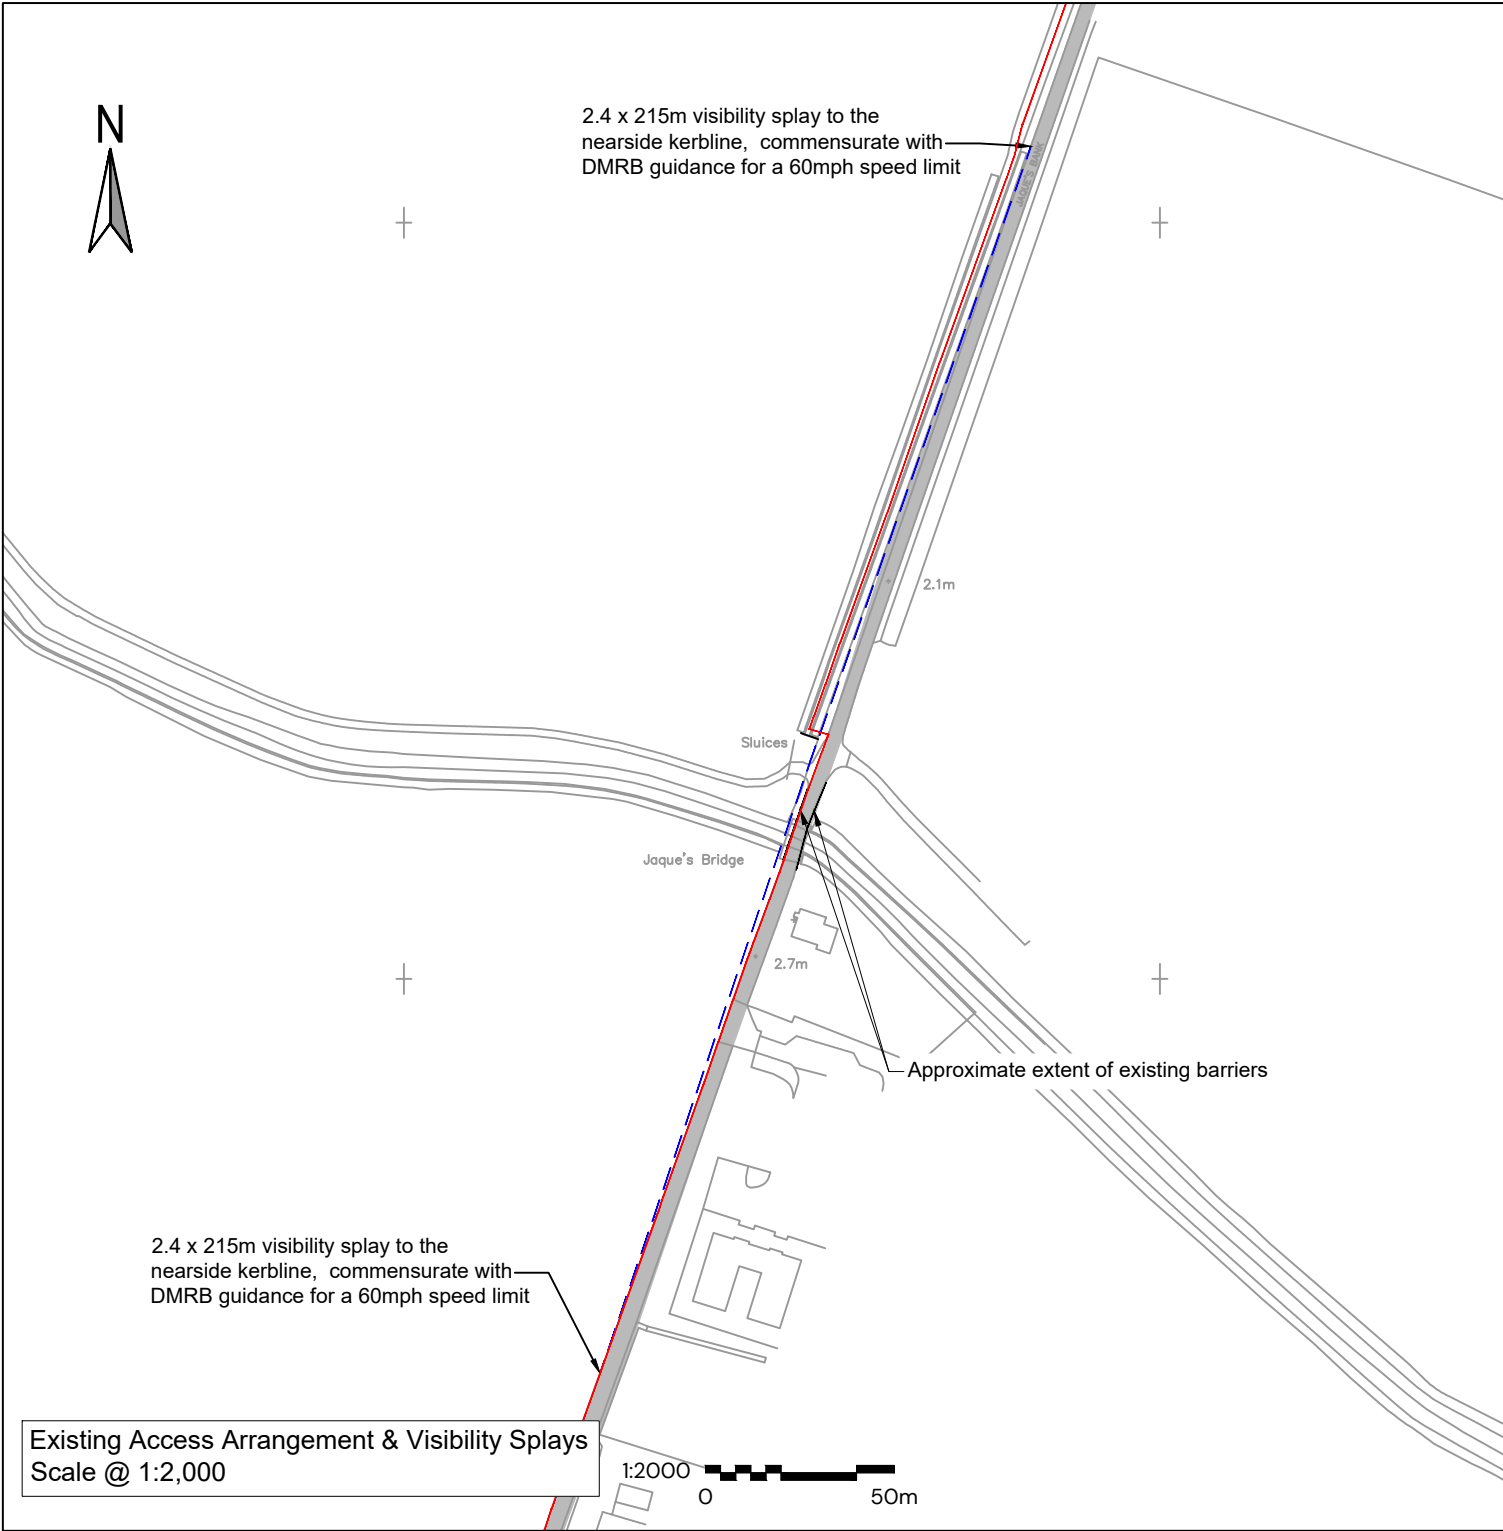 N
2.4 x 215m visibility splay to the
nearside kerbline, commensurate with
DMRB guidance for a 60mph speed limit
JAQUE'S BANK
2.1m
Sluices
Jaque's Bridge
2.7m
Approximate extent of existing barriers
2.4 x 215m visibility splay to the
nearside kerbline, commensurate with
DMRB guidance for a 60mph speed limit
Existing Access Arrangement & Visibility Splays
Scale @ 1:2,000
1:2000
0 50m